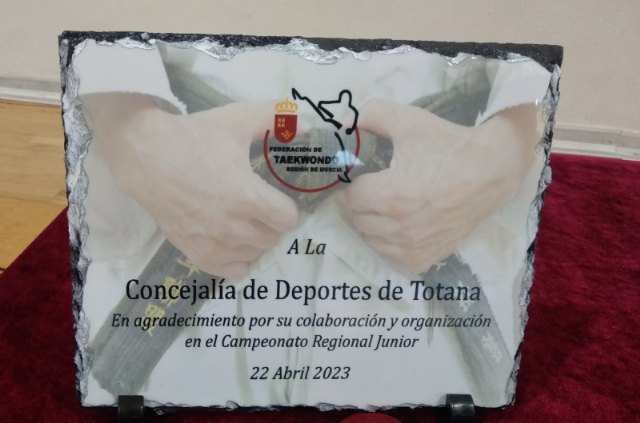 FEDERACIÓN DE
TAEKWONDO
REGIÓN DE MURCIA
A La
Concejalía de Deportes de Totana
En agradecimiento por su colaboración y organización
en el Campeonato Regional Junior
22 Abril 2023